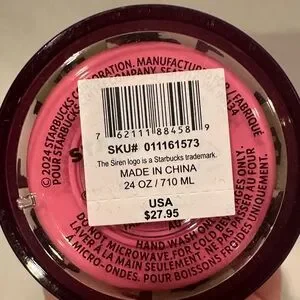 ©2024 STARBUCKS
CORPORATION. MANUFACTURED
FABRIQUÉ
POUR STARBUCKS
COMPANY, SEA
7 62111 88458 9
SKU# 011161573
The Siren logo is a Starbucks trademark.
MADE IN CHINA
24 OZ / 710 ML
USA
$27.95
HAND WASH ONLY.
DO NOT MICROWAVE. FOR COLD BEVERAGES ONLY.
LAVER À LA MAIN SEULEMENT. NE PAS PASSER AU FOUR
À MICRO-ONDES. POUR BOISSONS FROIDES UNIQUEMENT.